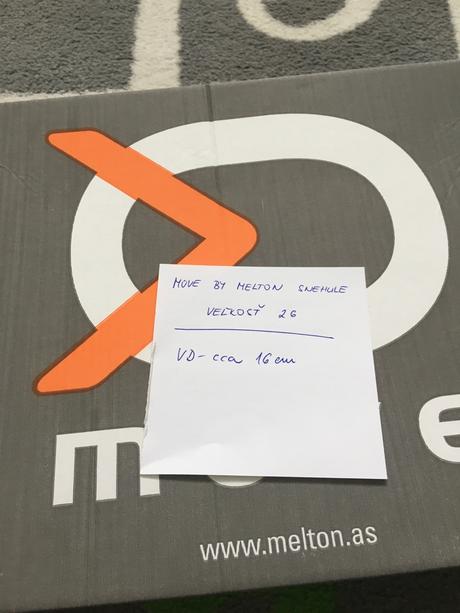 MOVE BY MELTON SNEHULE
VEĽKOSŤ 26
VD- cca 16 cm
m e
www.melton.as